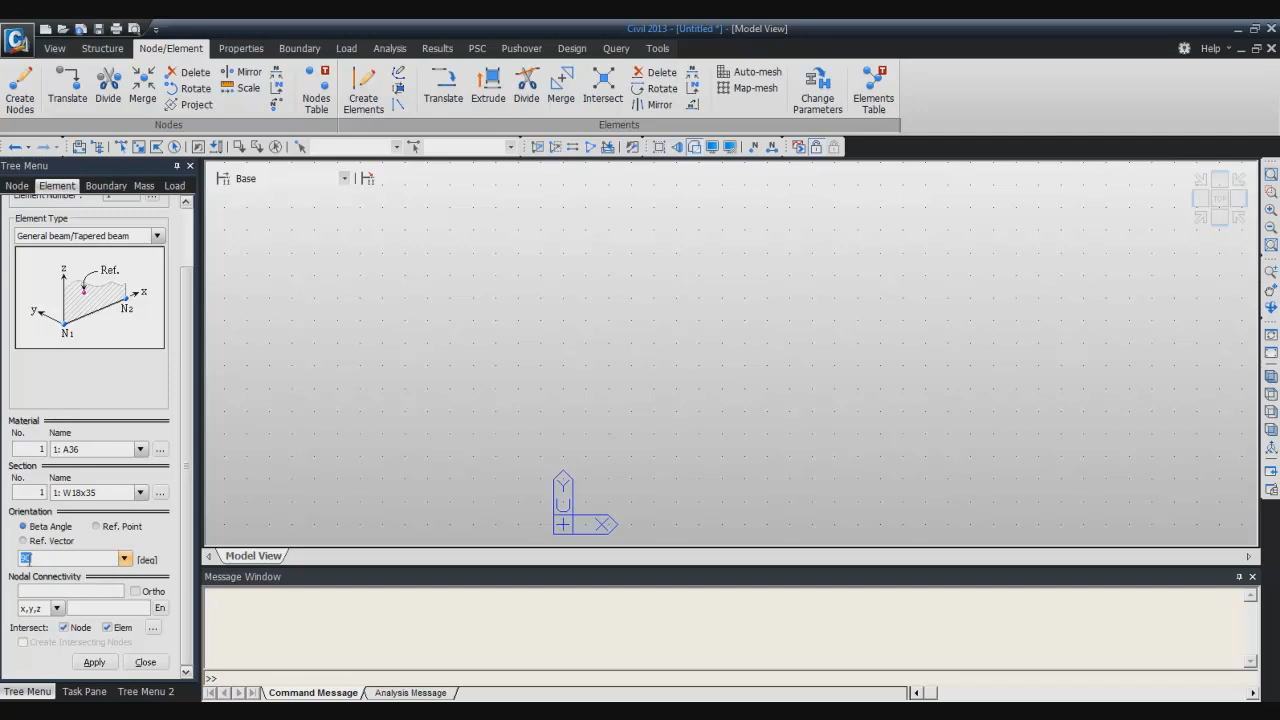 Civil 2013 - [Untitled *] - [Model View]
View Structure Node/Element Properties Boundary Load Analysis Results PSC Pushover Design Query Tools Help
Create Nodes Translate Divide Merge Delete Rotate Project Mirror Scale Nodes Table
Create Elements Translate Extrude Divide Merge Intersect Delete Rotate Mirror Auto-mesh Map-mesh Change Parameters Elements Table
Nodes Elements
Tree Menu
Node Element Boundary Mass Load
Base
TOP
Element Number : 1 ...
Element Type
General beam/Tapered beam
z Ref. x
y N1 N2
Material
No. Name
1 1: A36 ...
Section
No. Name
1 1: W18x35 ...
Orientation
Beta Angle Ref. Point
Ref. Vector
90 [deg]
Nodal Connectivity
Ortho
x,y,z En
Intersect: Node Elem ...
Create Intersecting Nodes
Apply Close
Tree Menu Task Pane Tree Menu 2
Y
U
X
Model View
Message Window
>>
Command Message Analysis Message